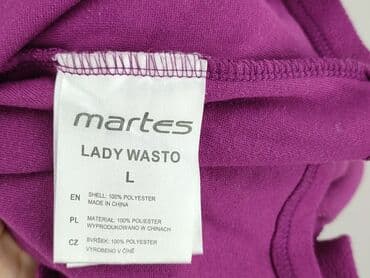 martes
LADY WASTO
L
EN SHELL: 100% POLYESTER
MADE IN CHINA
PL MATERIAŁ: 100% POLIESTER
WYPRODUKOWANO W CHINACH
CZ SVRŠEK: 100% POLYESTER
VYROBENO V ČÍNĚ